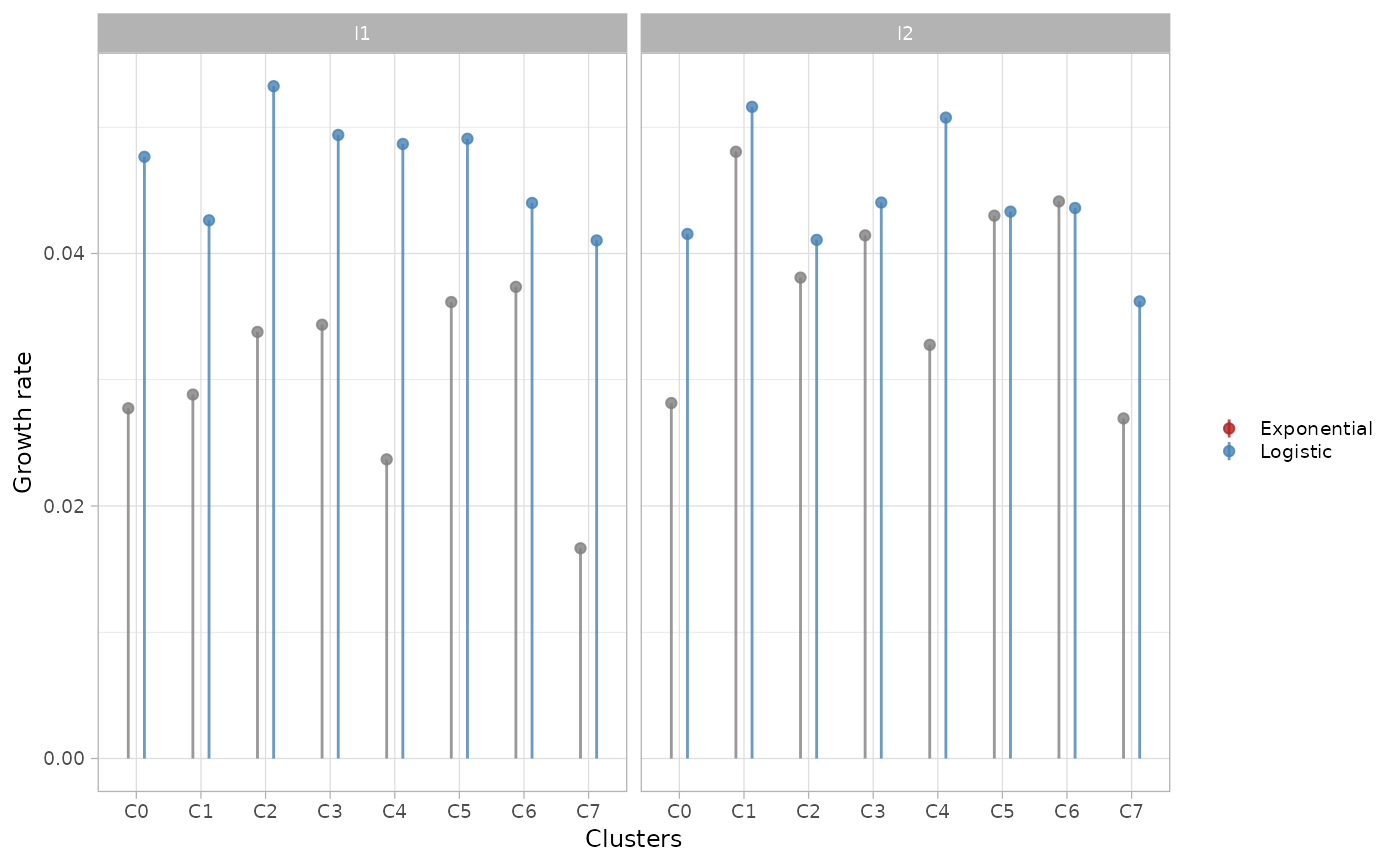 I1 I2
Growth rate
0.04
0.02
0.00
C0 C1 C2 C3 C4 C5 C6 C7 C0 C1 C2 C3 C4 C5 C6 C7
Clusters
Exponential
Logistic